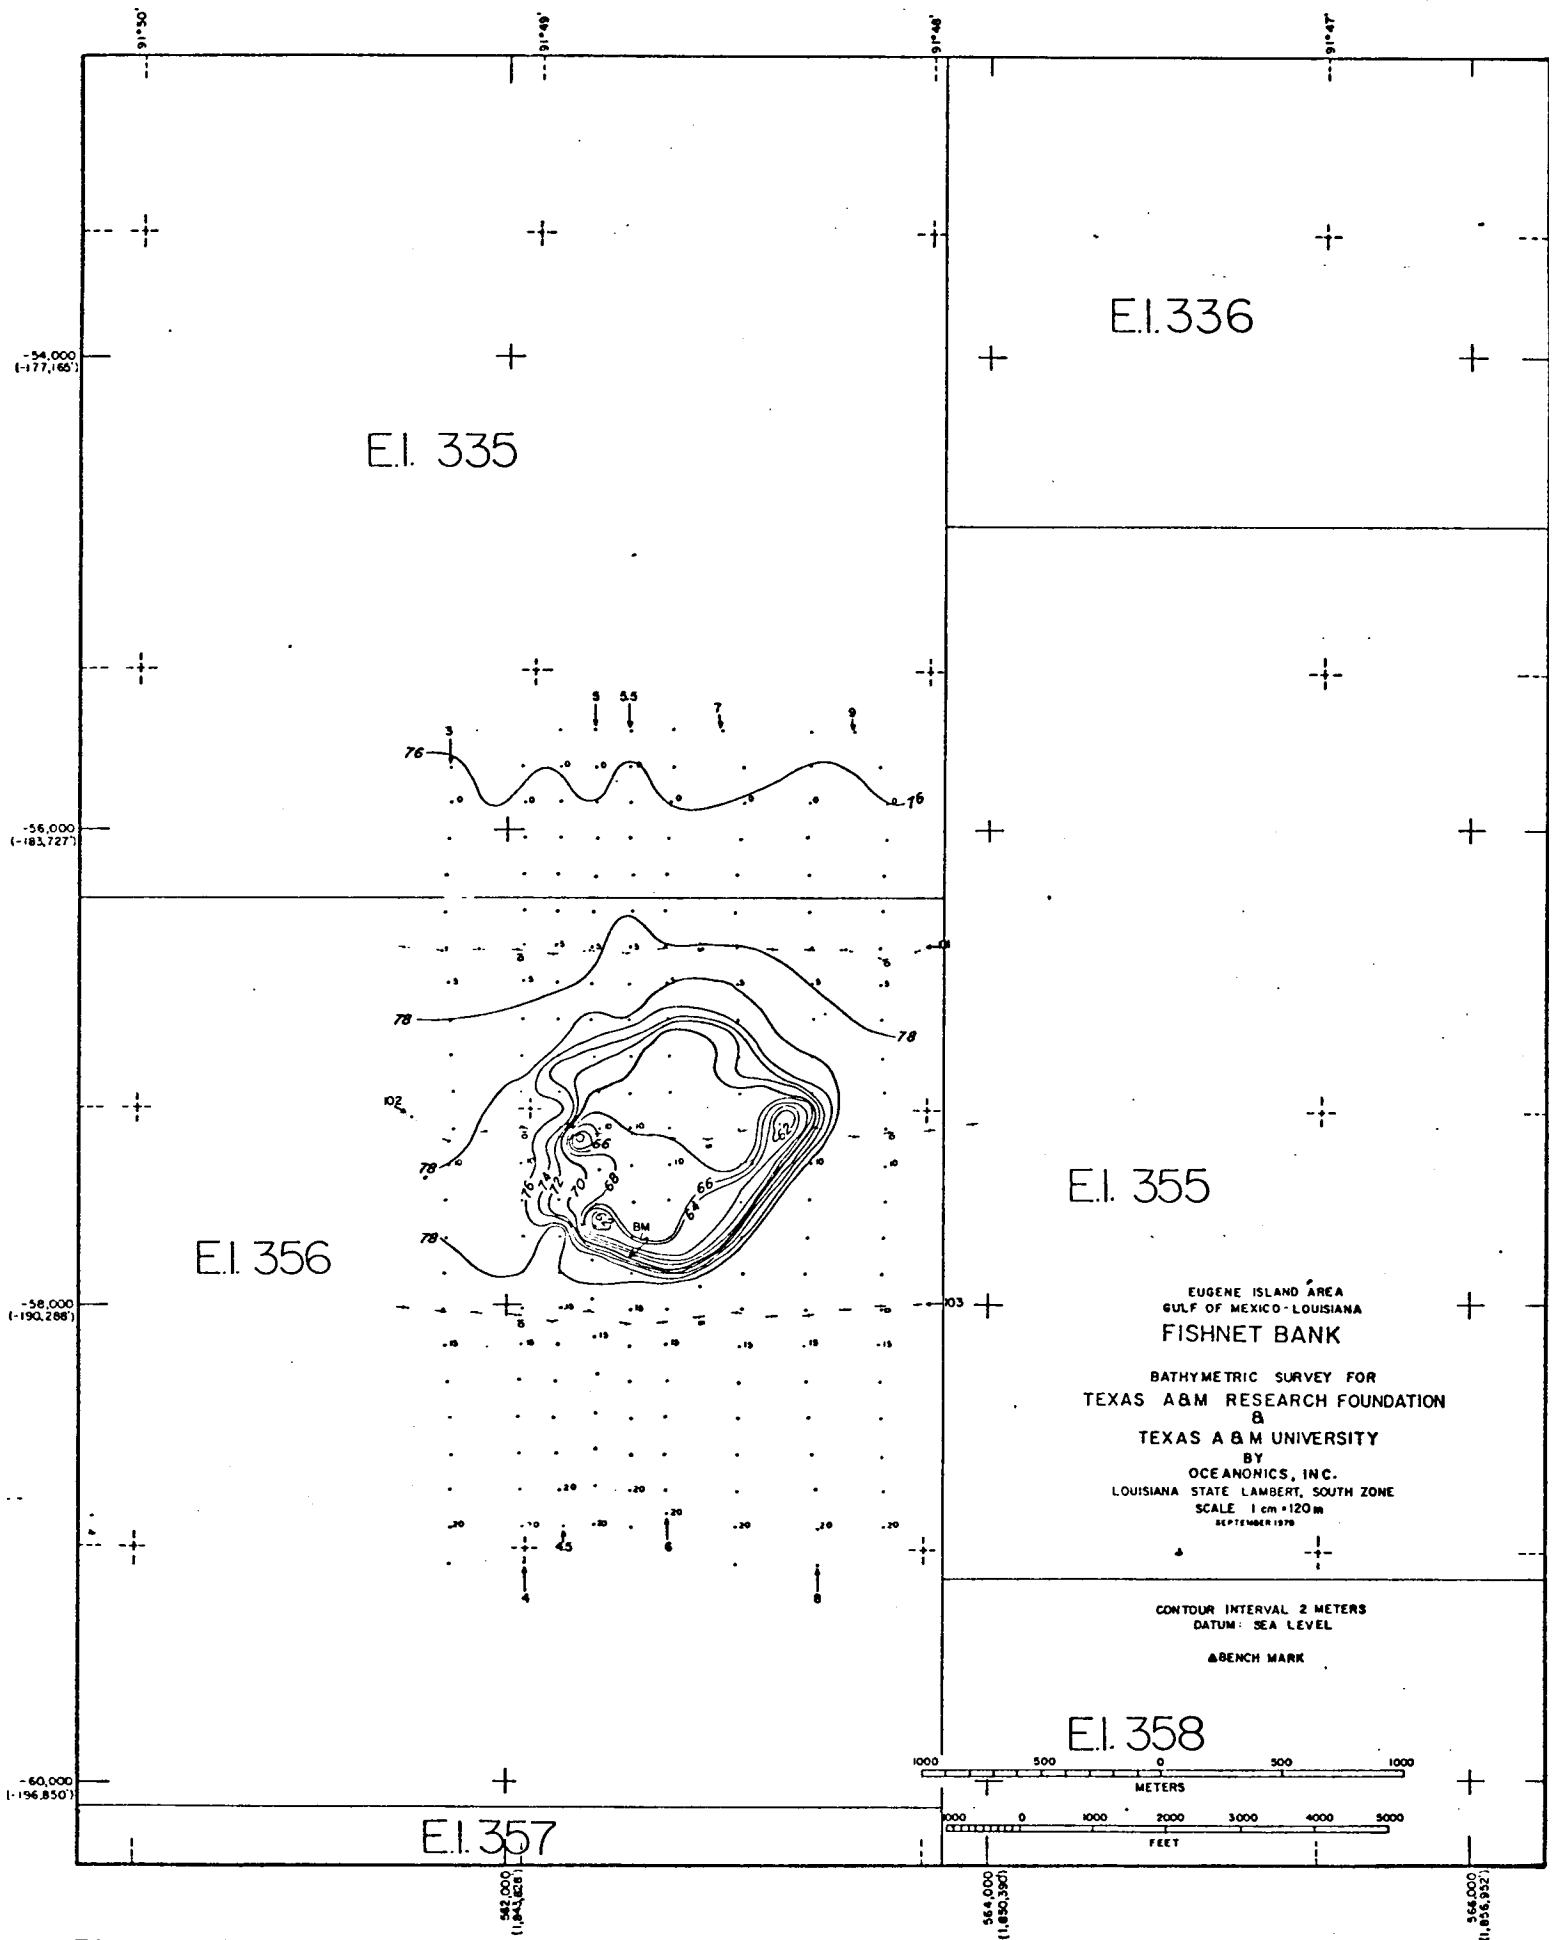 91°50'
91°49'
91°48'
91°47'
E.I. 336
-54,000
(-177,165')
E.I. 335
5
5.5
7
9
3
76
76
-56,000
(-183,727')
101
78
78
102
78
66
62
76
74
72
70
68
66
64
62
BM
78
E.I. 355
E.I. 356
-58,000
(-190,288')
103
EUGENE ISLAND AREA
GULF OF MEXICO - LOUISIANA
FISHNET BANK
BATHYMETRIC SURVEY FOR
TEXAS A&M RESEARCH FOUNDATION
&
TEXAS A & M UNIVERSITY
BY
OCEANONICS, INC.
LOUISIANA STATE LAMBERT, SOUTH ZONE
SCALE 1 cm = 120 m
4.5
6
4
8
CONTOUR INTERVAL 2 METERS
DATUM: SEA LEVEL
▲BENCH MARK
E.I. 358
1000 500 0 500 1000
METERS
-60,000
(-196,850')
1000 0 1000 2000 3000 4000 5000
FEET
E.I. 357
562,000
(1,843,828')
564,000
(1,850,390')
566,000
(1,856,952')